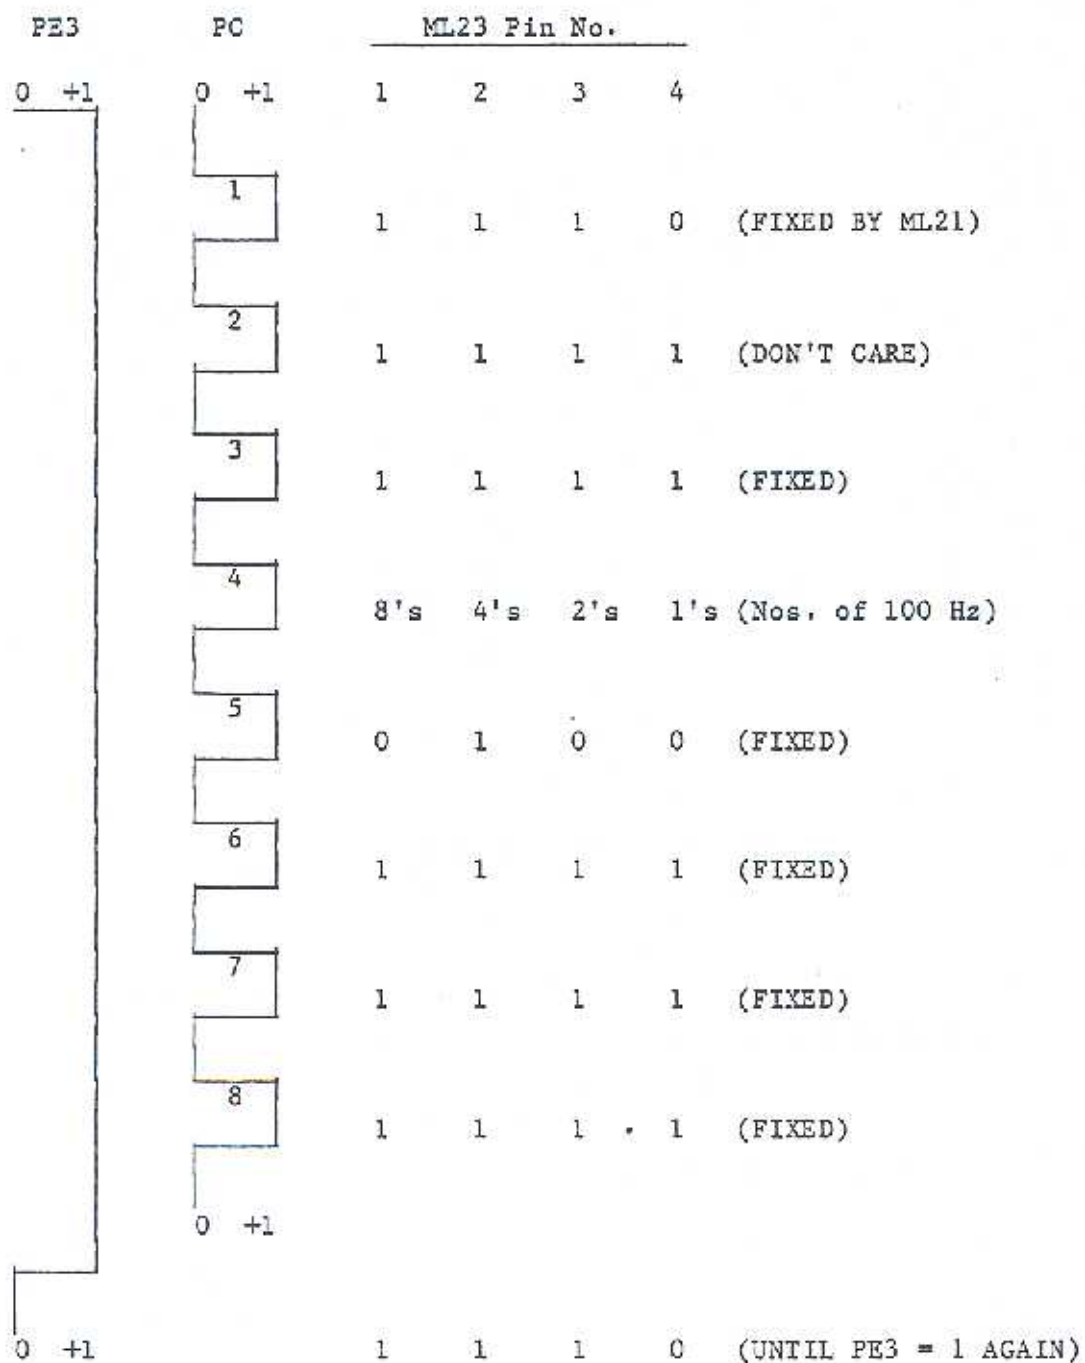 PE3 PC ML23 Pin No.
0 +1 0 +1 1 2 3 4
1
1 1 1 0 (FIXED BY ML21)
2
1 1 1 1 (DON'T CARE)
3
1 1 1 1 (FIXED)
4
8's 4's 2's 1's (Nos. of 100 Hz)
5
0 1 0 0 (FIXED)
6
1 1 1 1 (FIXED)
7
1 1 1 1 (FIXED)
8
1 1 1 1 (FIXED)
0 +1
0 +1 1 1 1 0 (UNTIL PE3 = 1 AGAIN)